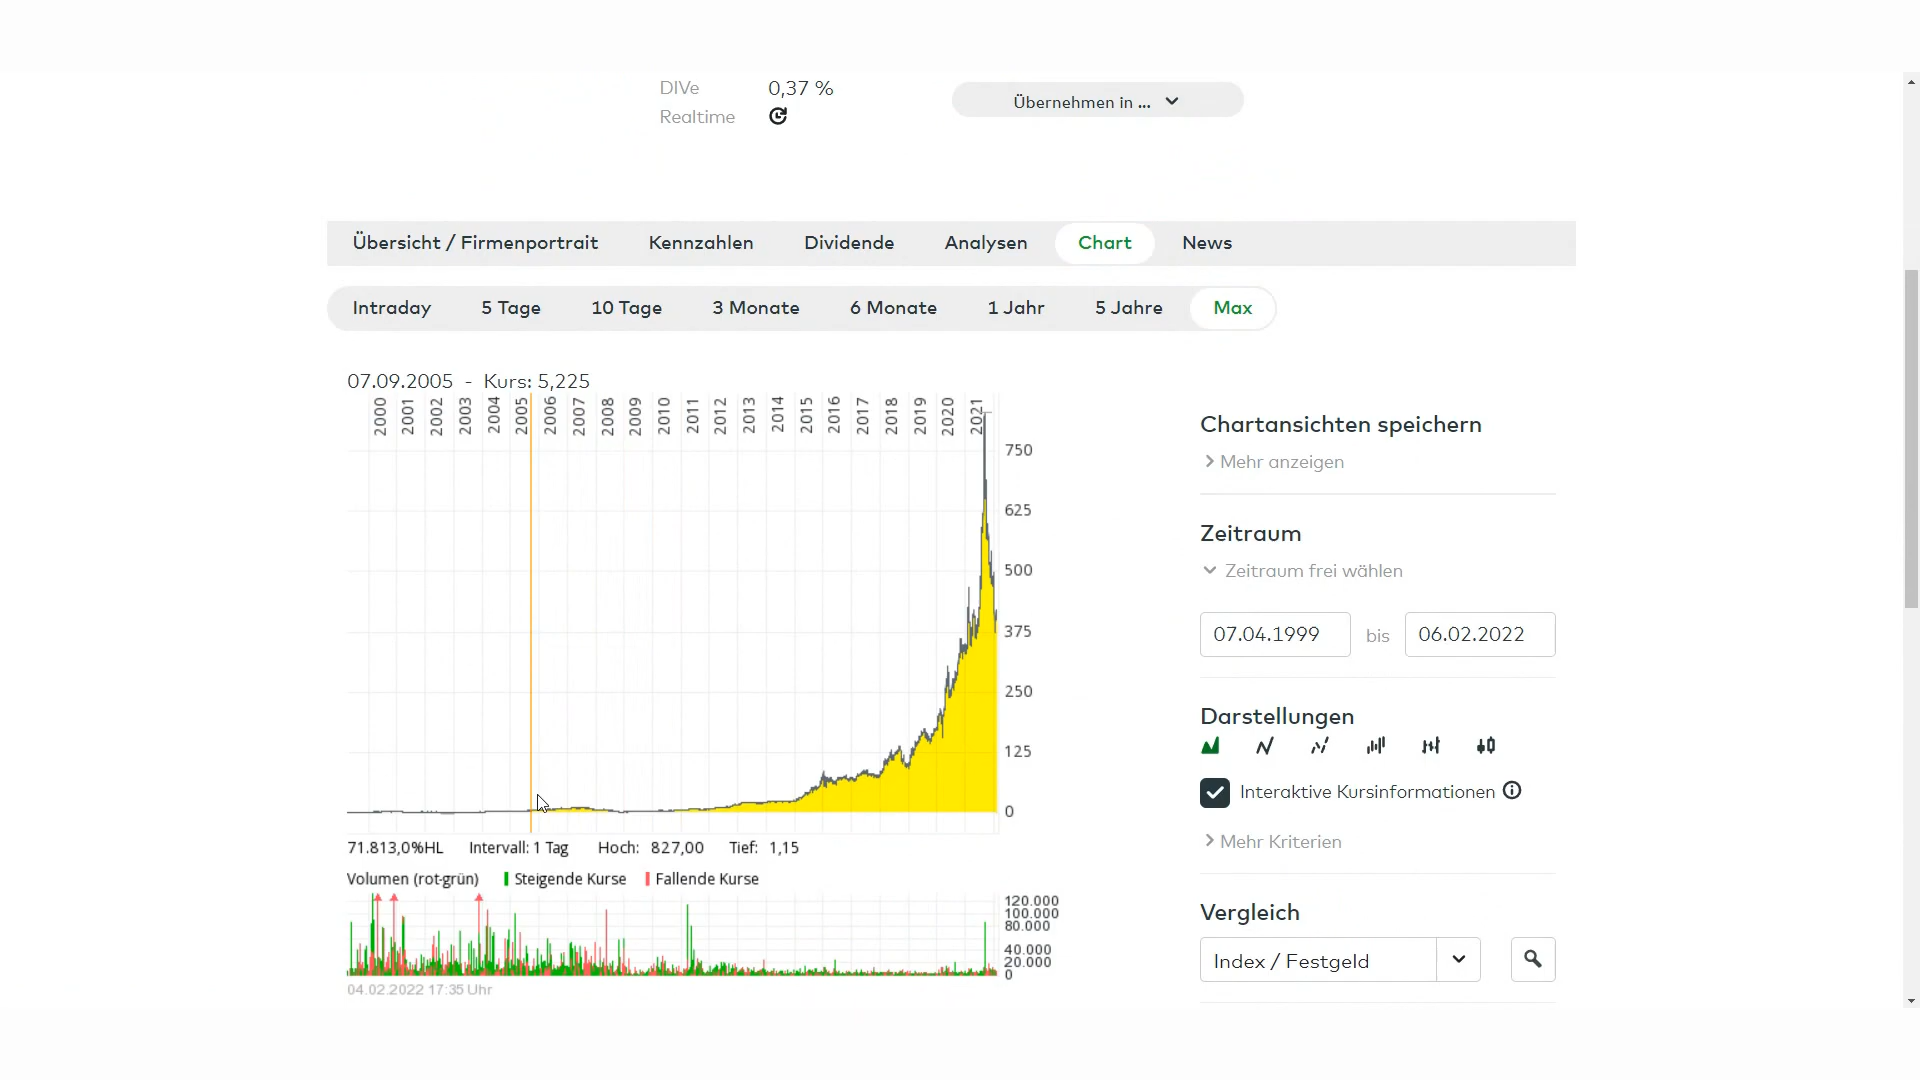 DIVe 0,37 %
Übernehmen in ...
Realtime
Übersicht / Firmenportrait Kennzahlen Dividende Analysen Chart News
Intraday 5 Tage 10 Tage 3 Monate 6 Monate 1 Jahr 5 Jahre Max
07.09.2005 - Kurs: 5,225
2000 2001 2002 2003 2004 2005 2006 2007 2008 2009 2010 2011 2012 2013 2014 2015 2016 2017 2018 2019 2020 2021
750
625
500
375
250
125
0
71.813,0%HL Intervall: 1 Tag Hoch: 827,00 Tief: 1,15
Volumen (rot-grün) Steigende Kurse Fallende Kurse
120.000
100.000
80.000
40.000
20.000
0
04.02.2022 17:35 Uhr
Chartansichten speichern
Mehr anzeigen
Zeitraum
Zeitraum frei wählen
07.04.1999 bis 06.02.2022
Darstellungen
Interaktive Kursinformationen
Mehr Kriterien
Vergleich
Index / Festgeld